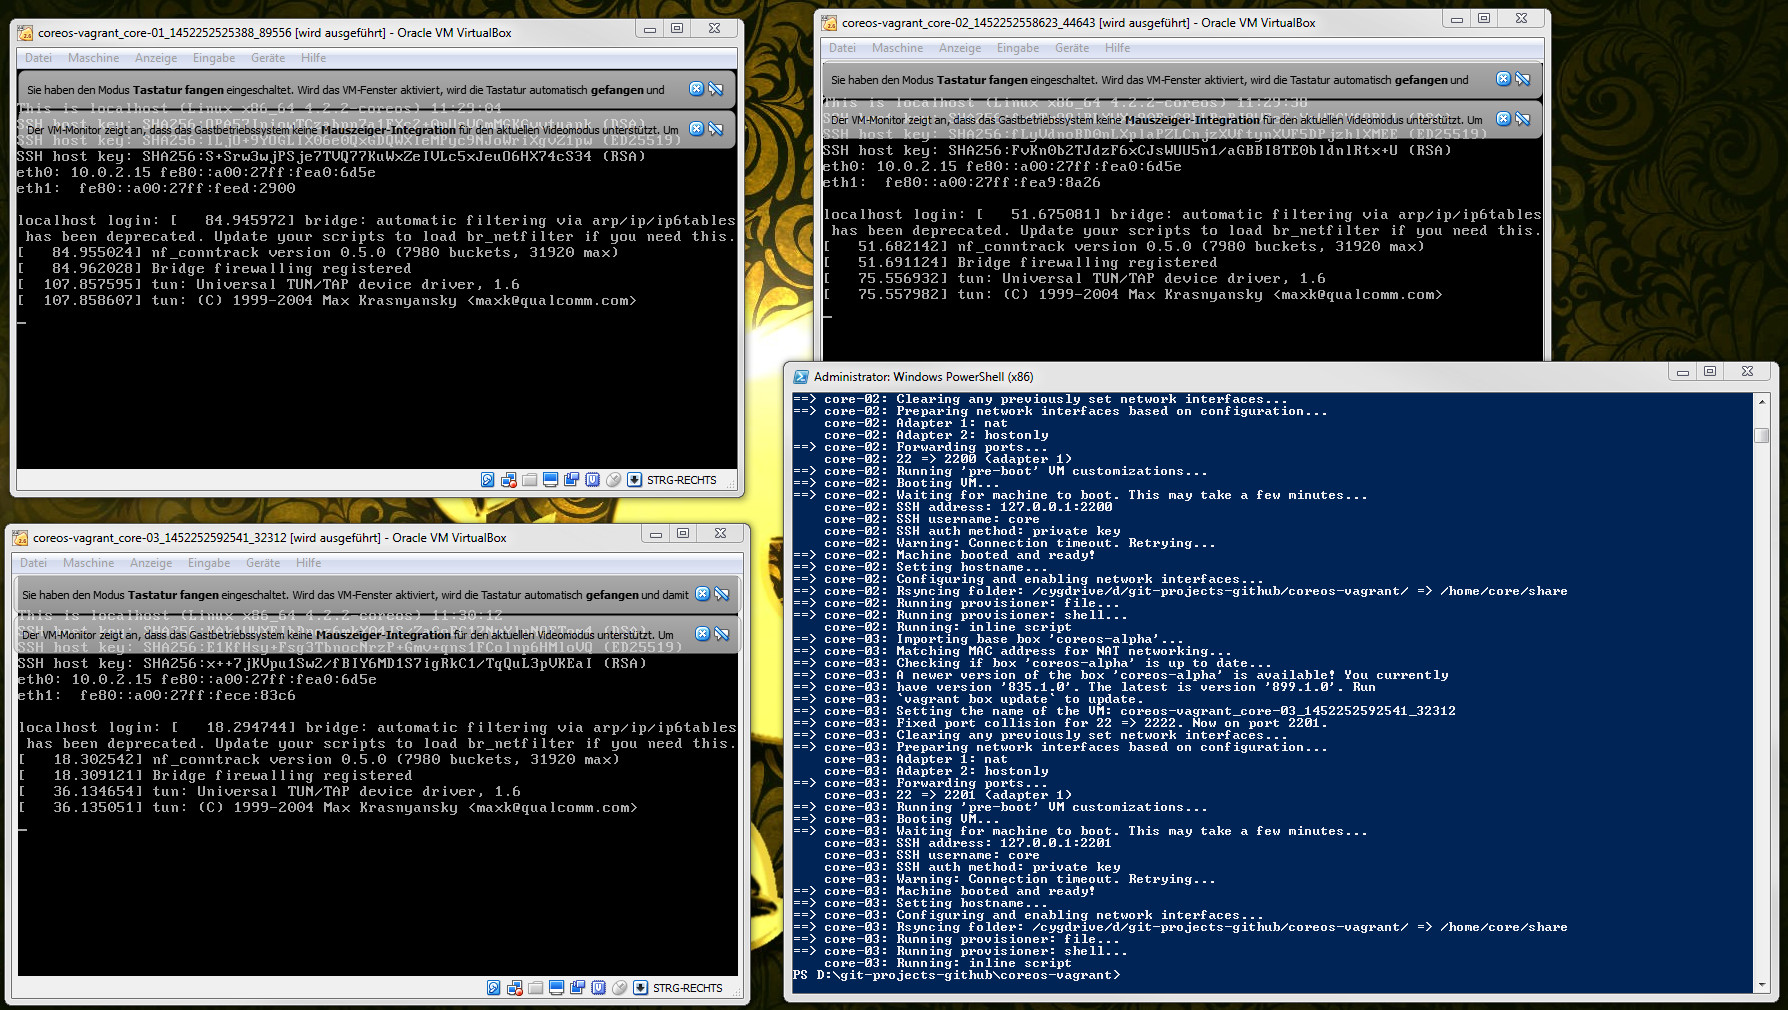 coreos-vagrant_core-01_1452252525388_89556 [wird ausgeführt] - Oracle VM VirtualBox
Datei Maschine Anzeige Eingabe Geräte Hilfe
Sie haben den Modus Tastatur fangen eingeschaltet. Wird das VM-Fenster aktiviert, wird die Tastatur automatisch gefangen und
This is localhost (Linux x86_64 4.2.2-coreos) 11:29:04
Der VM-Monitor zeigt an, dass das Gastbetriebssystem keine Mauszeiger-Integration für den aktuellen Videomodus unterstützt. Um
SSH host key: SHA256:S+Srw3wjPSje7TVQ77KuWxZeIVLc5xJeuO6HX74cS34 (RSA)
eth0: 10.0.2.15 fe80::a00:27ff:fea0:6d5e
eth1:  fe80::a00:27ff:feed:2900
localhost login: [   84.945972] bridge: automatic filtering via arp/ip/ip6tables
has been deprecated. Update your scripts to load br_netfilter if you need this.
[   84.955024] nf_conntrack version 0.5.0 (7980 buckets, 31920 max)
[   84.962028] Bridge firewalling registered
[  107.857595] tun: Universal TUN/TAP device driver, 1.6
[  107.858607] tun: (C) 1999-2004 Max Krasnyansky <maxk@qualcomm.com>
STRG-RECHTS
coreos-vagrant_core-02_1452252558623_44643 [wird ausgeführt] - Oracle VM VirtualBox
Datei Maschine Anzeige Eingabe Geräte Hilfe
Sie haben den Modus Tastatur fangen eingeschaltet. Wird das VM-Fenster aktiviert, wird die Tastatur automatisch gefangen und
This is localhost (Linux x86_64 4.2.2-coreos) 11:29:38
Der VM-Monitor zeigt an, dass das Gastbetriebssystem keine Mauszeiger-Integration für den aktuellen Videomodus unterstützt. Um
SSH host key: SHA256:FvKn0b2TJdzF6xCJsWUU5n1/aGBBI8TE0bldnlRtx+U (RSA)
eth0: 10.0.2.15 fe80::a00:27ff:fea0:6d5e
eth1:  fe80::a00:27ff:fea9:8a26
localhost login: [   51.675081] bridge: automatic filtering via arp/ip/ip6tables
has been deprecated. Update your scripts to load br_netfilter if you need this.
[   51.682142] nf_conntrack version 0.5.0 (7980 buckets, 31920 max)
[   51.691124] Bridge firewalling registered
[   75.556932] tun: Universal TUN/TAP device driver, 1.6
[   75.557982] tun: (C) 1999-2004 Max Krasnyansky <maxk@qualcomm.com>
coreos-vagrant_core-03_1452252592541_32312 [wird ausgeführt] - Oracle VM VirtualBox
Datei Maschine Anzeige Eingabe Geräte Hilfe
Sie haben den Modus Tastatur fangen eingeschaltet. Wird das VM-Fenster aktiviert, wird die Tastatur automatisch gefangen und damit
This is localhost (Linux x86_64 4.2.2-coreos) 11:30:12
Der VM-Monitor zeigt an, dass das Gastbetriebssystem keine Mauszeiger-Integration für den aktuellen Videomodus unterstützt. Um
SSH host key: SHA256:x++7jKVpu1SwZ/fBIY6MD1S7igRkC1/TqQuL3pVKEaI (RSA)
eth0: 10.0.2.15 fe80::a00:27ff:fea0:6d5e
eth1:  fe80::a00:27ff:fece:83c6
localhost login: [   18.294744] bridge: automatic filtering via arp/ip/ip6tables
has been deprecated. Update your scripts to load br_netfilter if you need this.
[   18.302542] nf_conntrack version 0.5.0 (7980 buckets, 31920 max)
[   18.309121] Bridge firewalling registered
[   36.134654] tun: Universal TUN/TAP device driver, 1.6
[   36.135051] tun: (C) 1999-2004 Max Krasnyansky <maxk@qualcomm.com>
STRG-RECHTS
Administrator: Windows PowerShell (x86)
==> core-02: Clearing any previously set network interfaces...
==> core-02: Preparing network interfaces based on configuration...
    core-02: Adapter 1: nat
    core-02: Adapter 2: hostonly
==> core-02: Forwarding ports...
    core-02: 22 => 2200 (adapter 1)
==> core-02: Running 'pre-boot' VM customizations...
==> core-02: Booting VM...
==> core-02: Waiting for machine to boot. This may take a few minutes...
    core-02: SSH address: 127.0.0.1:2200
    core-02: SSH username: core
    core-02: SSH auth method: private key
    core-02: Warning: Connection timeout. Retrying...
==> core-02: Machine booted and ready!
==> core-02: Setting hostname...
==> core-02: Configuring and enabling network interfaces...
==> core-02: Rsyncing folder: /cygdrive/d/git-projects-github/coreos-vagrant/ => /home/core/share
==> core-02: Running provisioner: file...
==> core-02: Running provisioner: shell...
    core-02: Running: inline script
==> core-03: Importing base box 'coreos-alpha'...
==> core-03: Matching MAC address for NAT networking...
==> core-03: Checking if box 'coreos-alpha' is up to date...
==> core-03: A newer version of the box 'coreos-alpha' is available! You currently
==> core-03: have version '835.1.0'. The latest is version '899.1.0'. Run
==> core-03: `vagrant box update` to update.
==> core-03: Setting the name of the VM: coreos-vagrant_core-03_1452252592541_32312
==> core-03: Fixed port collision for 22 => 2222. Now on port 2201.
==> core-03: Clearing any previously set network interfaces...
==> core-03: Preparing network interfaces based on configuration...
    core-03: Adapter 1: nat
    core-03: Adapter 2: hostonly
==> core-03: Forwarding ports...
    core-03: 22 => 2201 (adapter 1)
==> core-03: Running 'pre-boot' VM customizations...
==> core-03: Booting VM...
==> core-03: Waiting for machine to boot. This may take a few minutes...
    core-03: SSH address: 127.0.0.1:2201
    core-03: SSH username: core
    core-03: SSH auth method: private key
    core-03: Warning: Connection timeout. Retrying...
==> core-03: Machine booted and ready!
==> core-03: Setting hostname...
==> core-03: Configuring and enabling network interfaces...
==> core-03: Rsyncing folder: /cygdrive/d/git-projects-github/coreos-vagrant/ => /home/core/share
==> core-03: Running provisioner: file...
==> core-03: Running provisioner: shell...
    core-03: Running: inline script
PS D:\git-projects-github\coreos-vagrant>